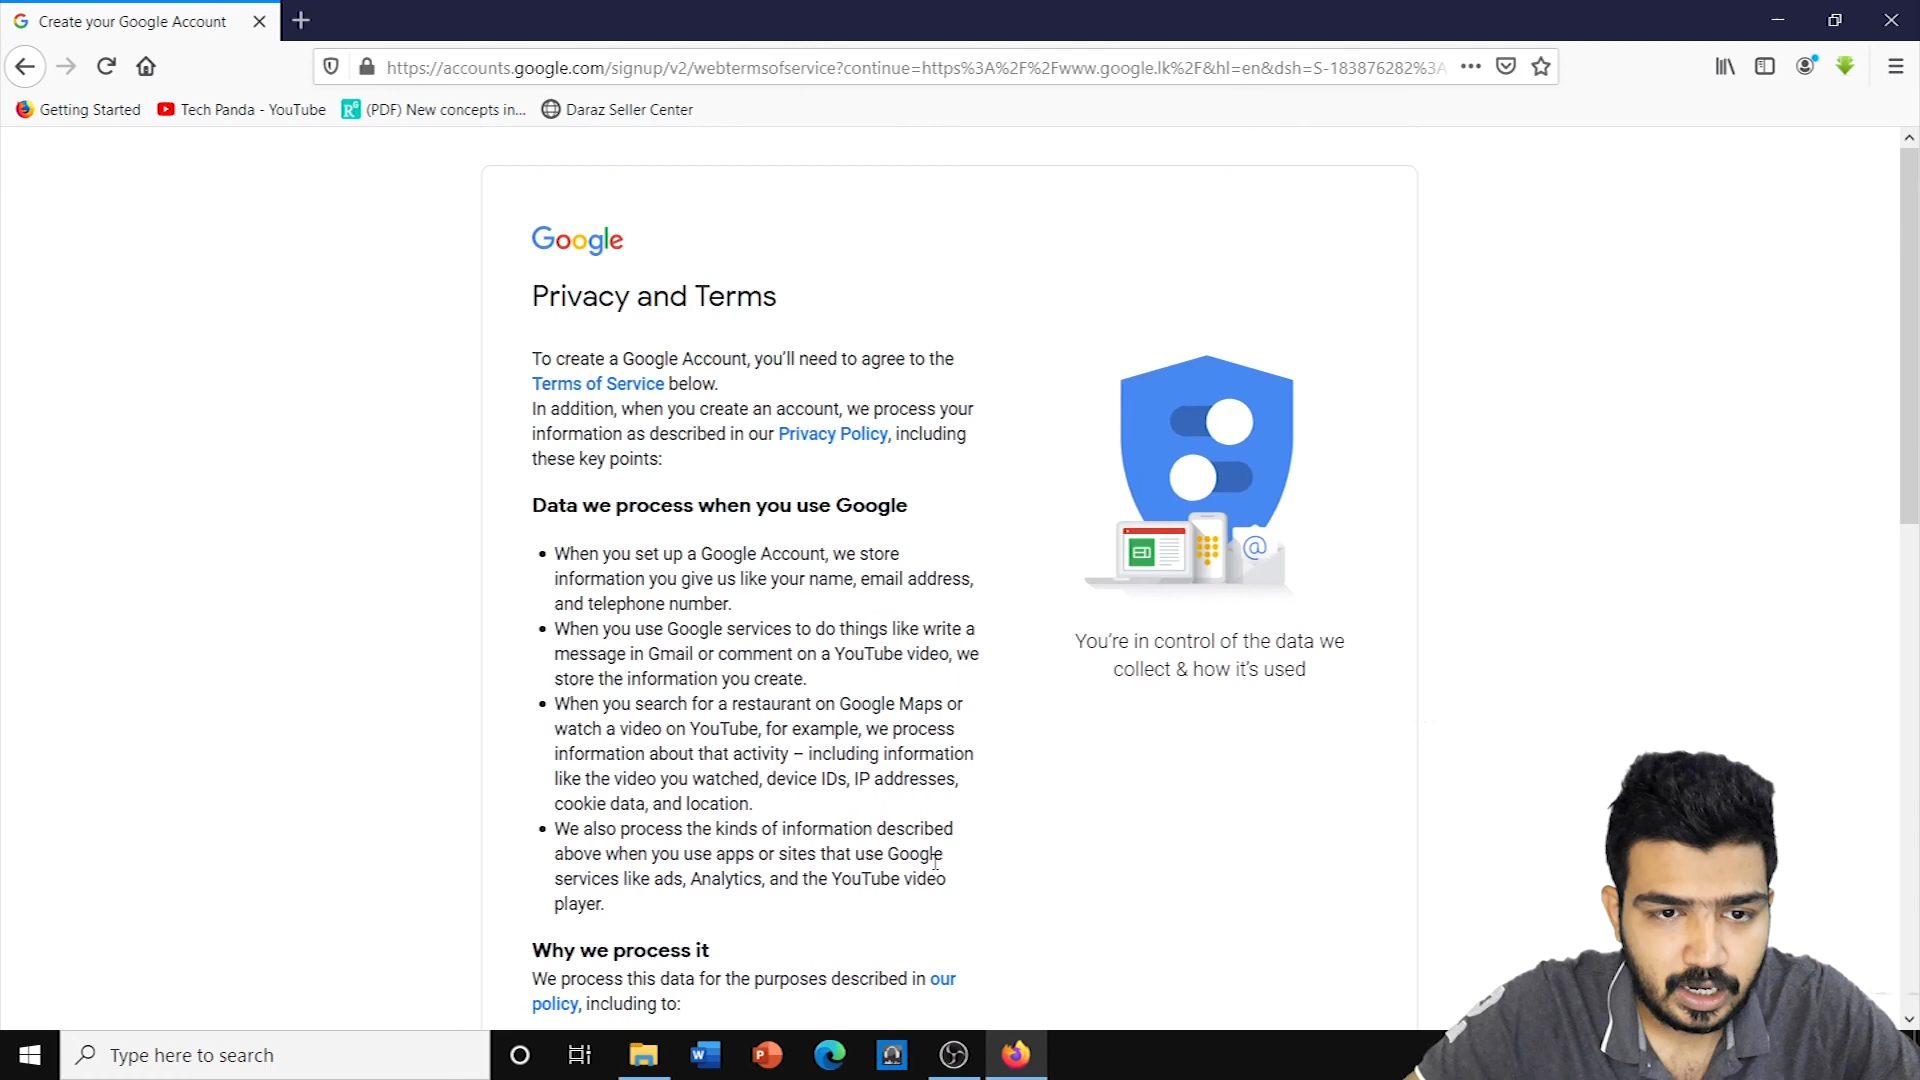 Create your Google Account
https://accounts.google.com/signup/v2/webtermsofservice?continue=https%3A%2F%2Fwww.google.lk%2F&hl=en&dsh=S-183876282%3A
Getting Started
Tech Panda - YouTube
(PDF) New concepts in...
Daraz Seller Center
Google
Privacy and Terms
To create a Google Account, you’ll need to agree to the
Terms of Service below.
In addition, when you create an account, we process your
information as described in our Privacy Policy, including
these key points:
Data we process when you use Google
• When you set up a Google Account, we store
information you give us like your name, email address,
and telephone number.
• When you use Google services to do things like write a
message in Gmail or comment on a YouTube video, we
store the information you create.
• When you search for a restaurant on Google Maps or
watch a video on YouTube, for example, we process
information about that activity – including information
like the video you watched, device IDs, IP addresses,
cookie data, and location.
• We also process the kinds of information described
above when you use apps or sites that use Google
services like ads, Analytics, and the YouTube video
player.
Why we process it
We process this data for the purposes described in our
policy, including to:
You’re in control of the data we
collect & how it’s used
Type here to search